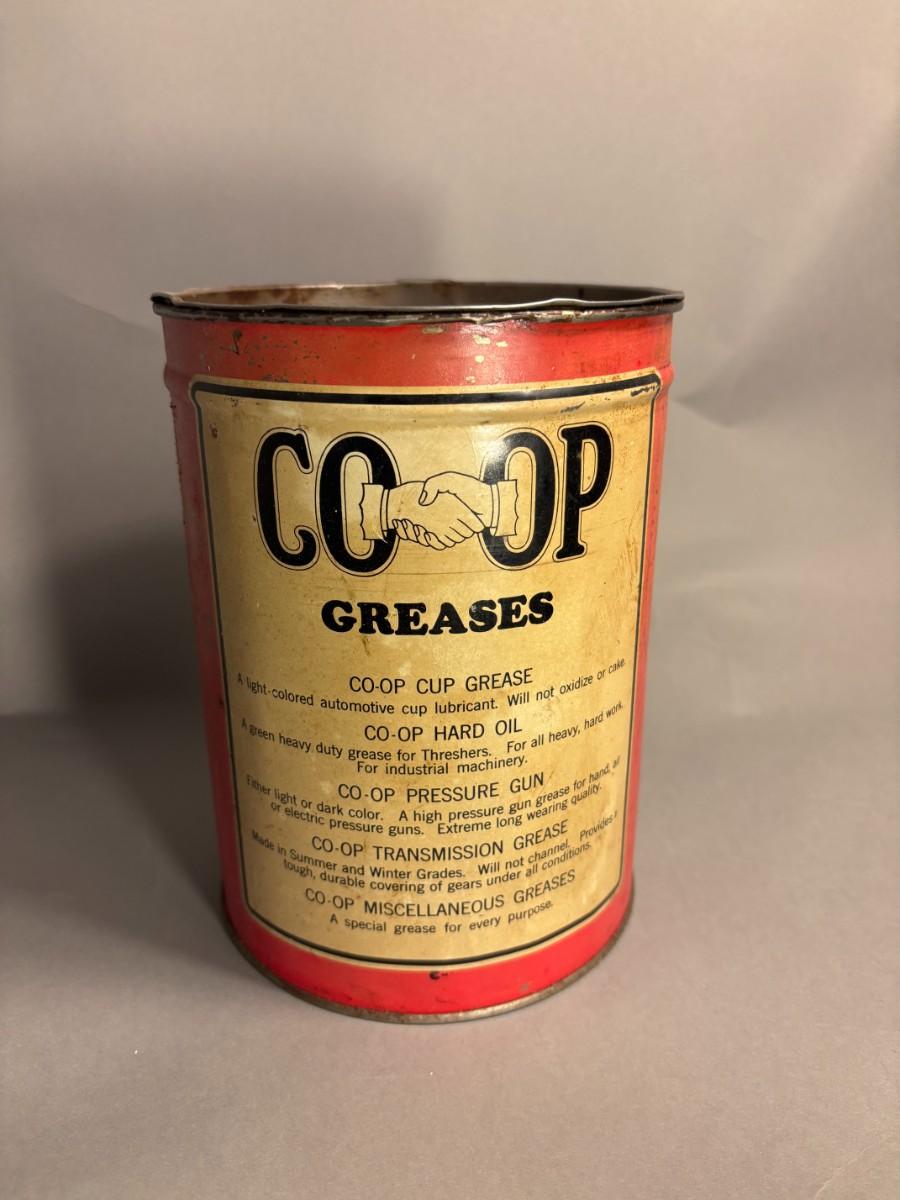 CO OP
GREASES
CO-OP CUP GREASE
A light-colored automotive cup lubricant. Will not oxidize or cake.
CO-OP HARD OIL
A green heavy duty grease for Threshers. For all heavy, hard work.
For industrial machinery.
CO-OP PRESSURE GUN
Either light or dark color. A high pressure gun grease for hand, air
or electric pressure guns. Extreme long wearing quality.
CO-OP TRANSMISSION GREASE
Made in Summer and Winter Grades. Will not channel. Provides a
tough, durable covering of gears under all conditions.
CO-OP MISCELLANEOUS GREASES
A special grease for every purpose.